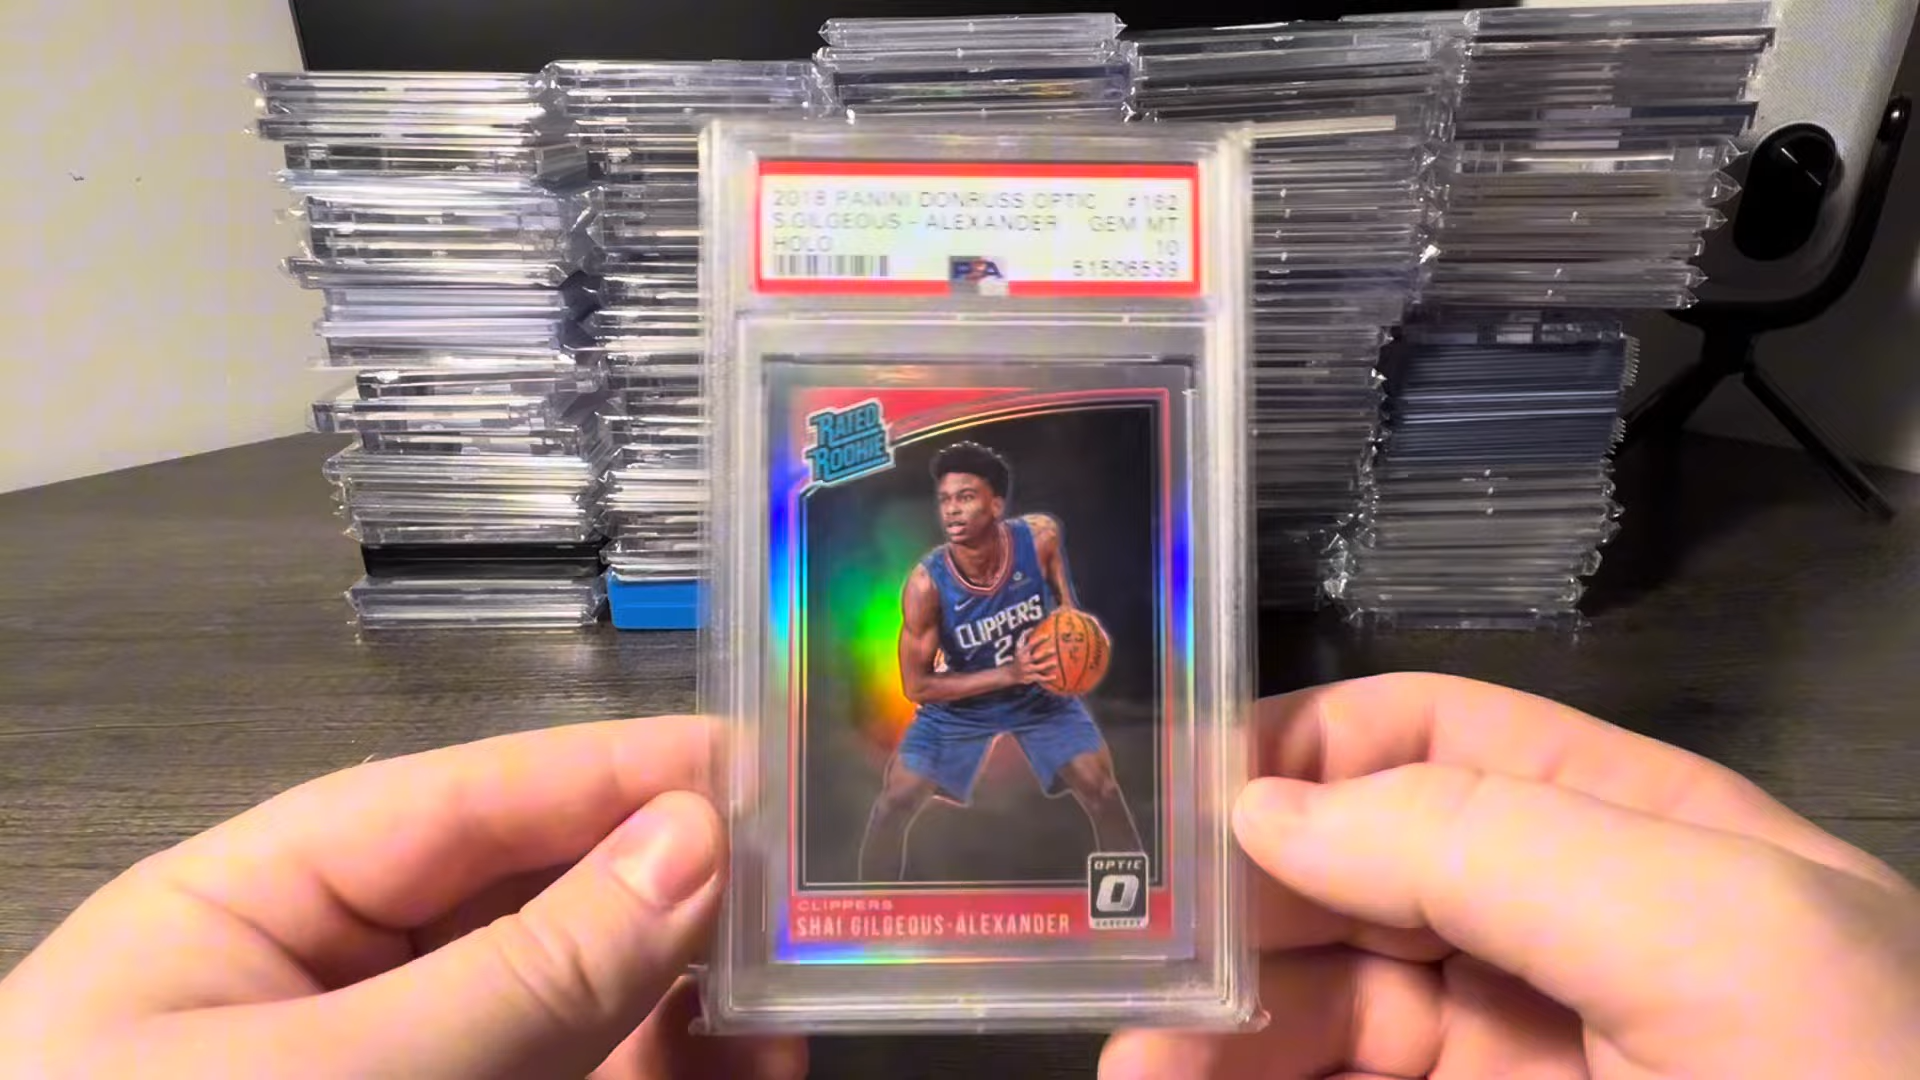 2018 PANINI DONRUSS OPTIC #162
S.GILGEOUS - ALEXANDER GEM MT
HOLO 10
PSA 51506539
RATED
ROOKIE
CLIPPERS
2
OPTIC
O
CLIPPERS
SHAI GILGEOUS-ALEXANDER